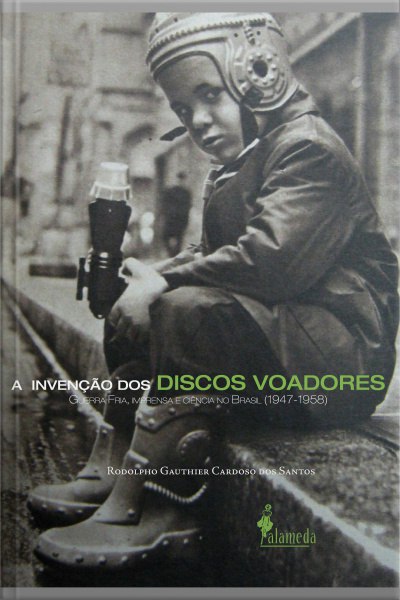 A INVENÇÃO DOS DISCOS VOADORES
GUERRA FRIA, IMPRENSA E CIÊNCIA NO BRASIL (1947-1958)
RODOLPHO GAUTHIER CARDOSO DOS SANTOS
alameda